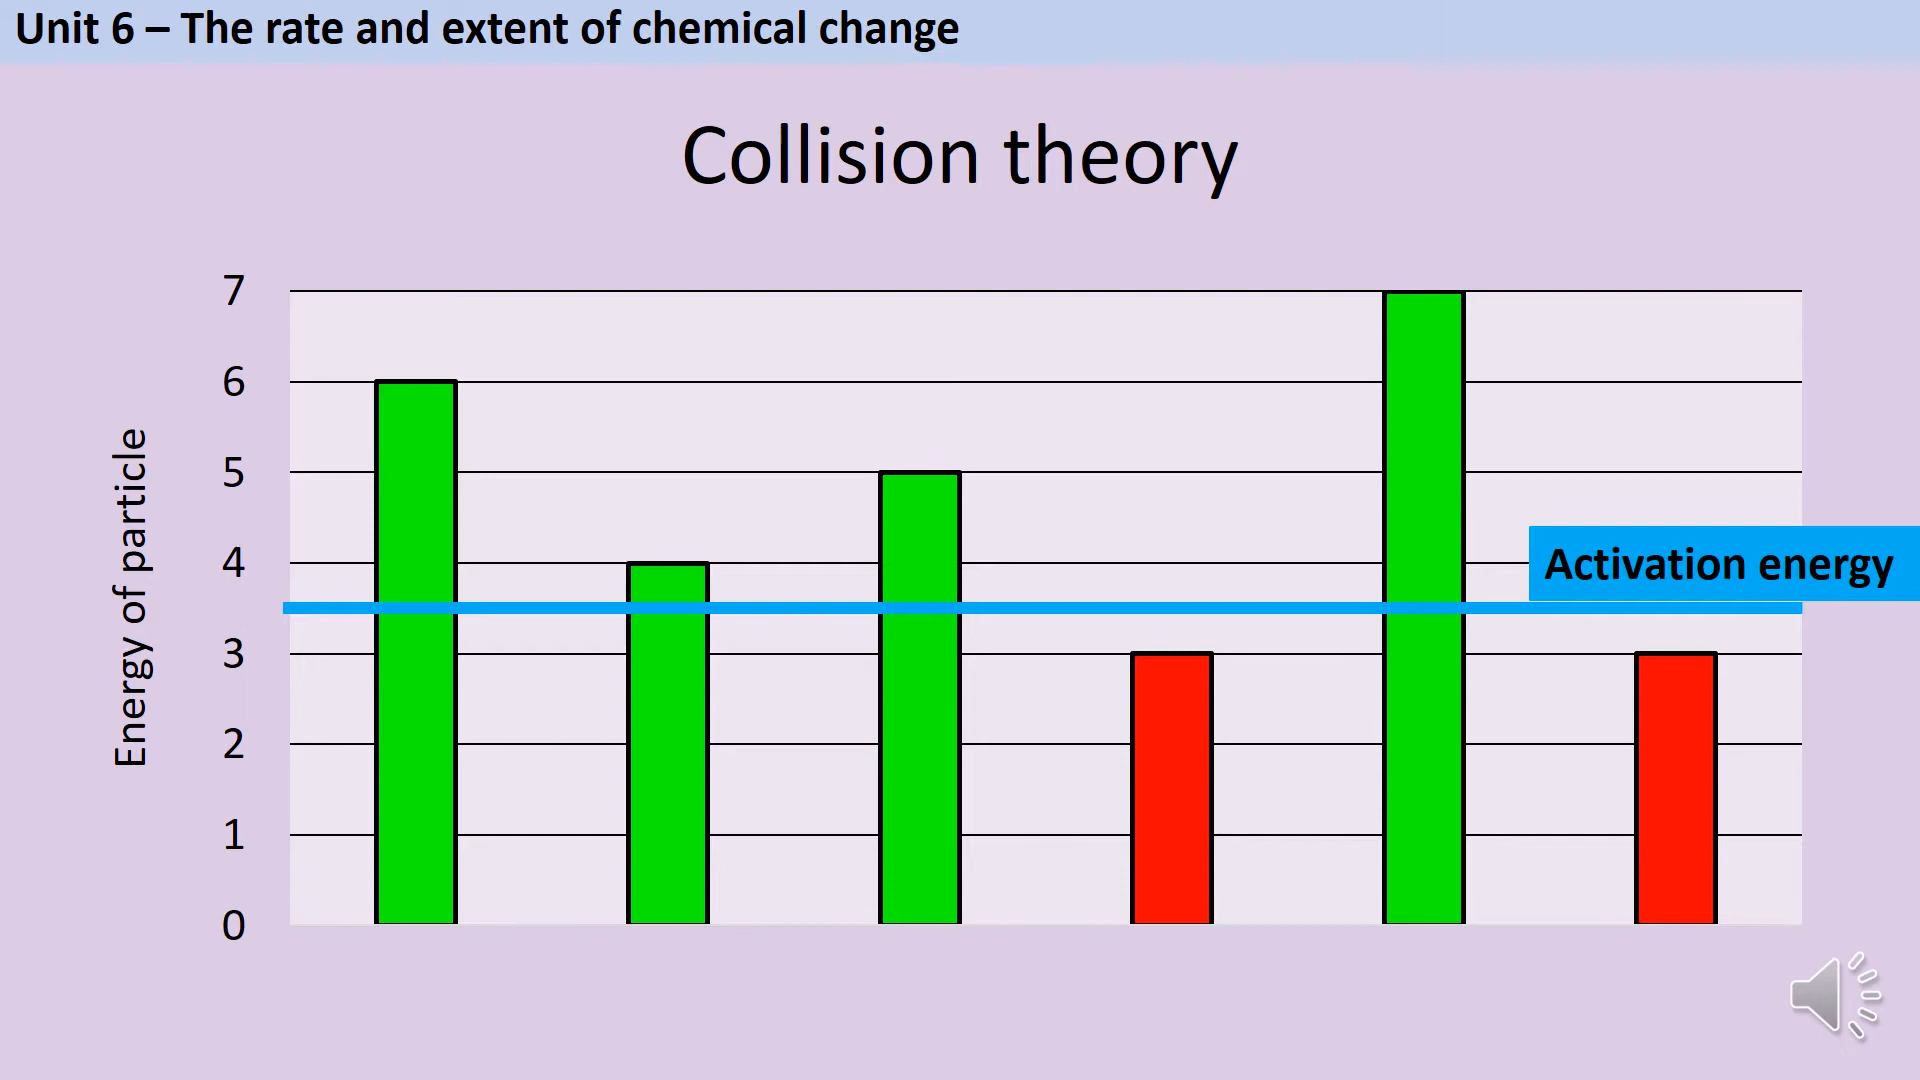 Unit 6 – The rate and extent of chemical change
Collision theory
7
6
5
4
3
2
1
0
Energy of particle
Activation energy